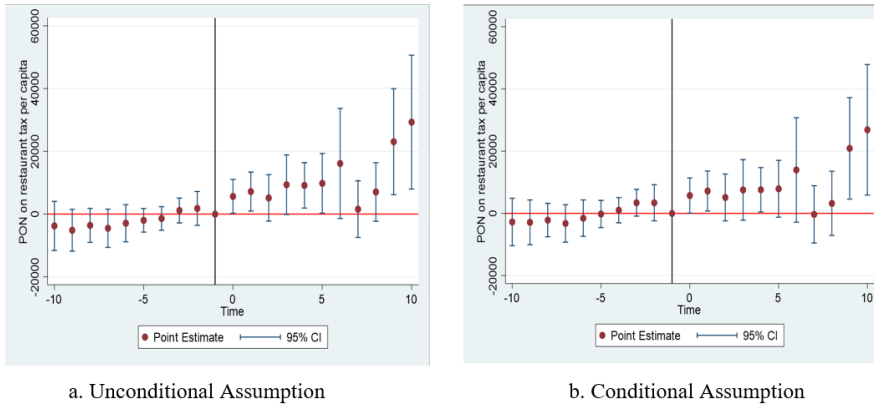 PON on restaurant tax per capita
60000
40000
20000
0
-20000
-10 -5 0 5 10
Time
Point Estimate 95% CI
a. Unconditional Assumption
PON on restaurant tax per capita
60000
40000
20000
0
-20000
-10 -5 0 5 10
Time
Point Estimate 95% CI
b. Conditional Assumption